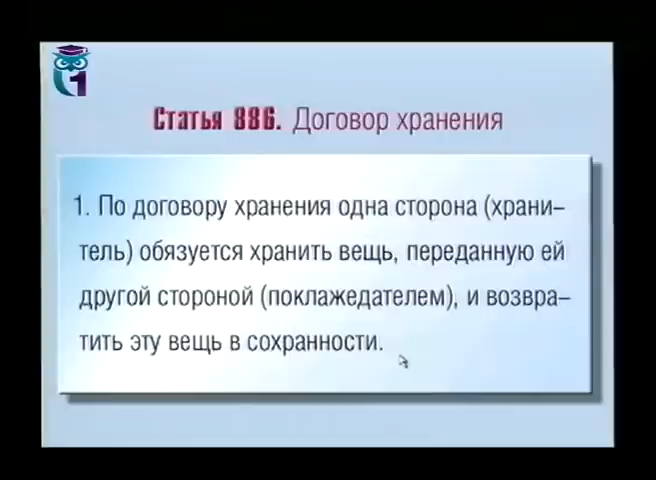 1
Статья 886. Договор хранения
1. По договору хранения одна сторона (храни–
тель) обязуется хранить вещь, переданную ей
другой стороной (поклажедателем), и возвра–
тить эту вещь в сохранности.